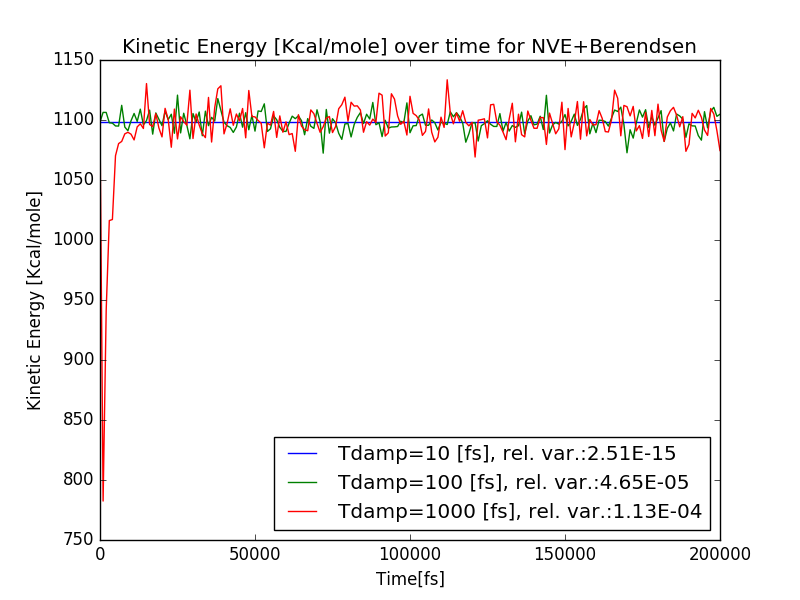 Kinetic Energy [Kcal/mole] over time for NVE+Berendsen
1150
1100
1050
1000
950
900
850
800
750
Kinetic Energy [Kcal/mole]
Tdamp=10 [fs], rel. var.:2.51E-15
Tdamp=100 [fs], rel. var.:4.65E-05
Tdamp=1000 [fs], rel. var.:1.13E-04
0 50000 100000 150000 200000
Time[fs]